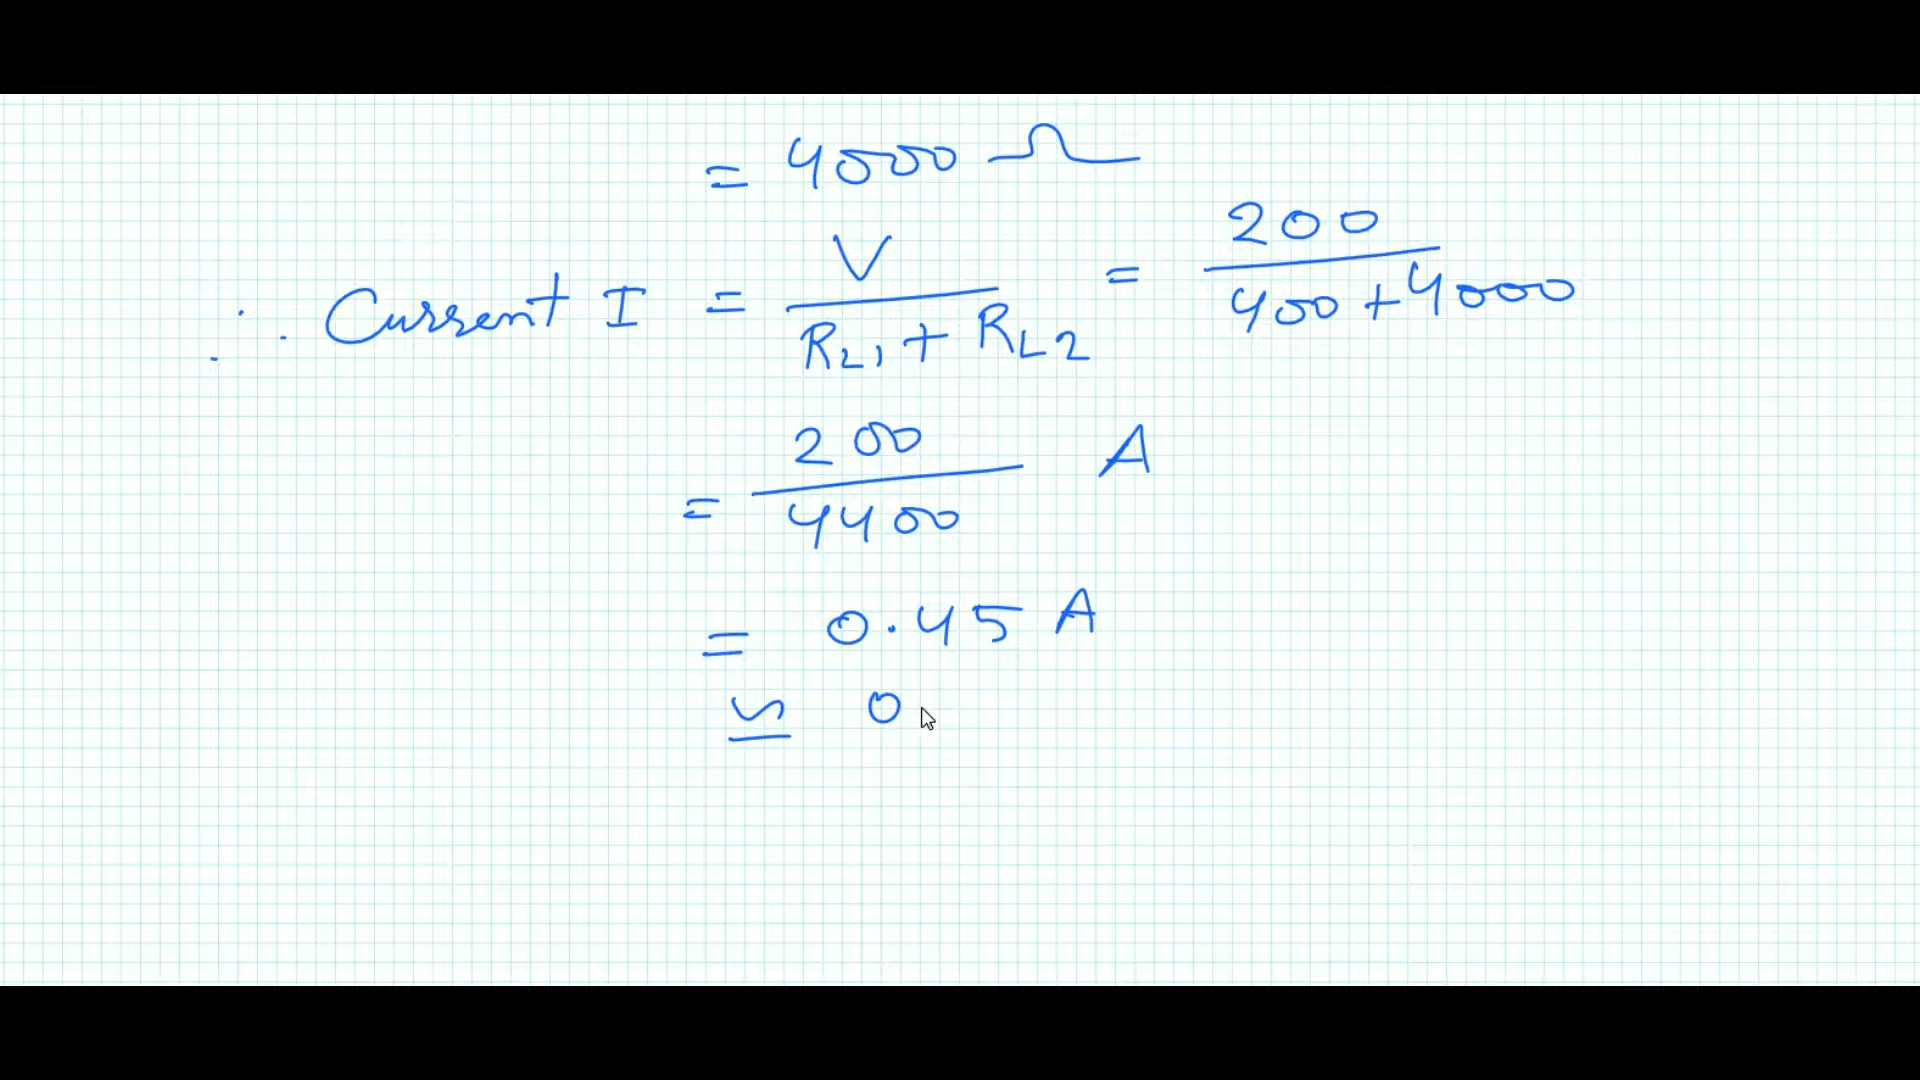 = 4000 Ω
∴ Current I = V / (RL1 + RL2) = 200 / (400 + 4000)
= 200 / 4400 A
= 0.45 A
≃ 0